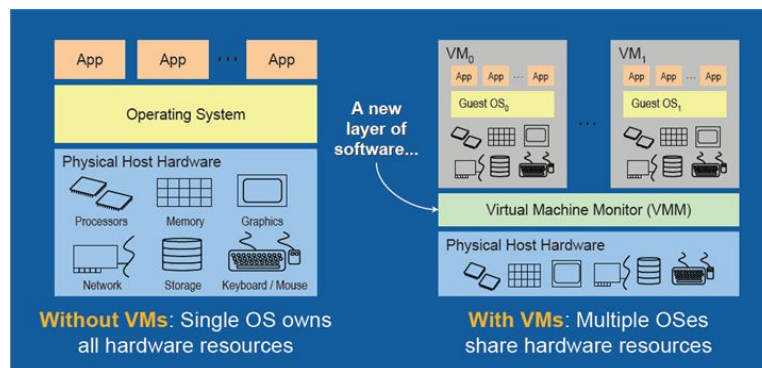 App App ... App
Operating System
Physical Host Hardware
Processors Memory Graphics
Network Storage Keyboard / Mouse
Without VMs: Single OS owns
all hardware resources
A new
layer of
software...
VM0
App App ... App
Guest OS0
...
VM1
App App ... App
Guest OS1
Virtual Machine Monitor (VMM)
Physical Host Hardware
With VMs: Multiple OSes
share hardware resources